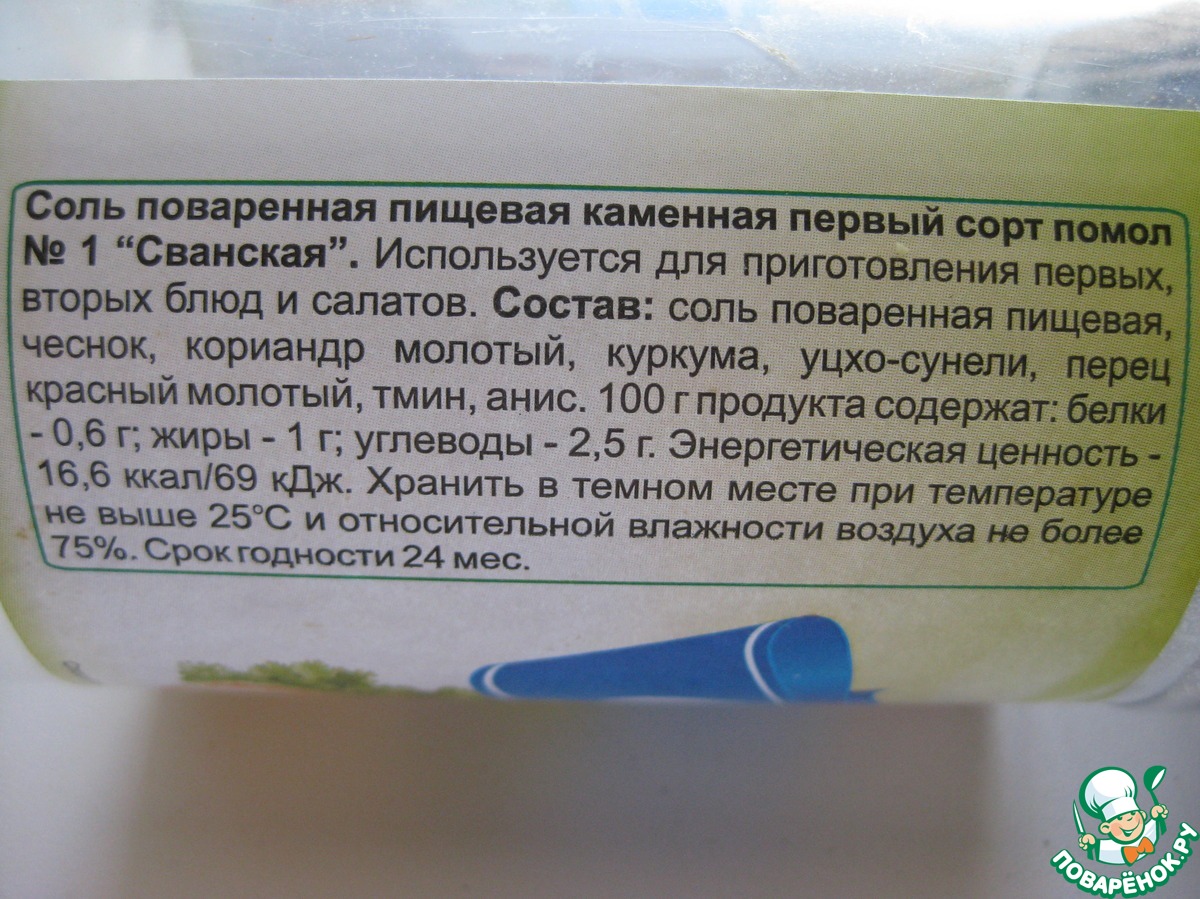 Соль поваренная пищевая каменная первый сорт помол
№ 1 “Сванская”. Используется для приготовления первых,
вторых блюд и салатов. Состав: соль поваренная пищевая,
чеснок, кориандр молотый, куркума, уцхо-сунели, перец
красный молотый, тмин, анис. 100 г продукта содержат: белки
- 0,6 г; жиры - 1 г; углеводы - 2,5 г. Энергетическая ценность -
16,6 ккал/69 кДж. Хранить в темном месте при температуре
не выше 25°С и относительной влажности воздуха не более
75%. Срок годности 24 мес.
ПОВАРЁНОК.РУ